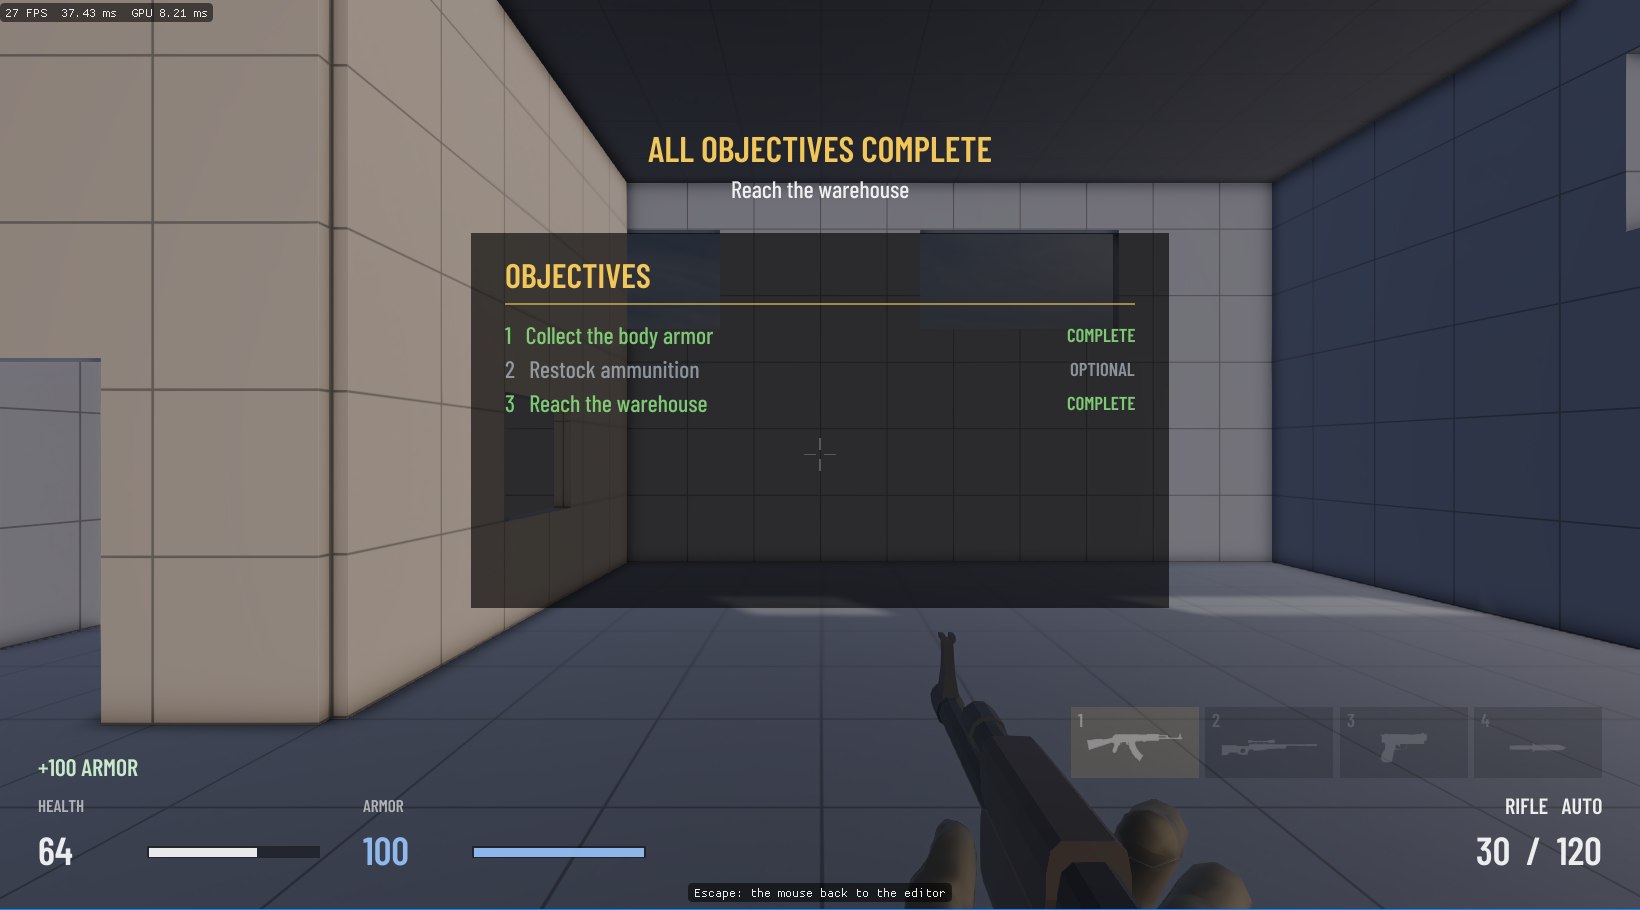 27 FPS 37.43 ms GPU 8.21 ms
ALL OBJECTIVES COMPLETE
Reach the warehouse
OBJECTIVES
1 Collect the body armor COMPLETE
2 Restock ammunition OPTIONAL
3 Reach the warehouse COMPLETE
1 2 3 4
+100 ARMOR
HEALTH ARMOR RIFLE AUTO
64 100 30 / 120
Escape: the mouse back to the editor